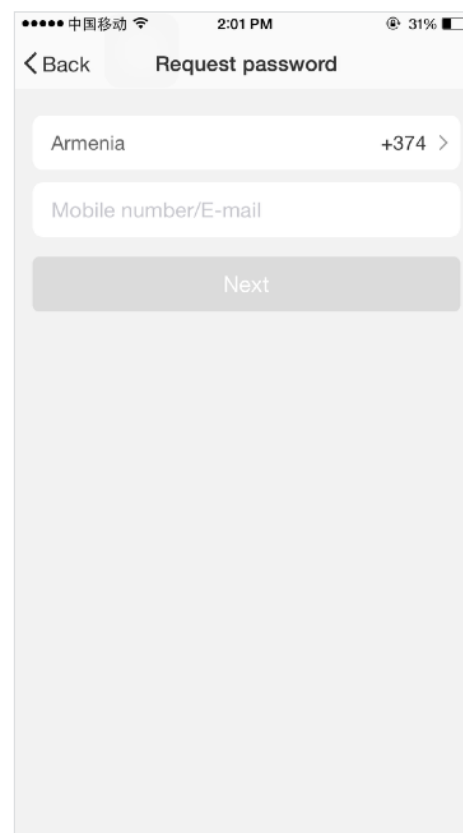 中国移动 2:01 PM 31%
Back Request password
Armenia +374
Mobile number/E-mail
Next